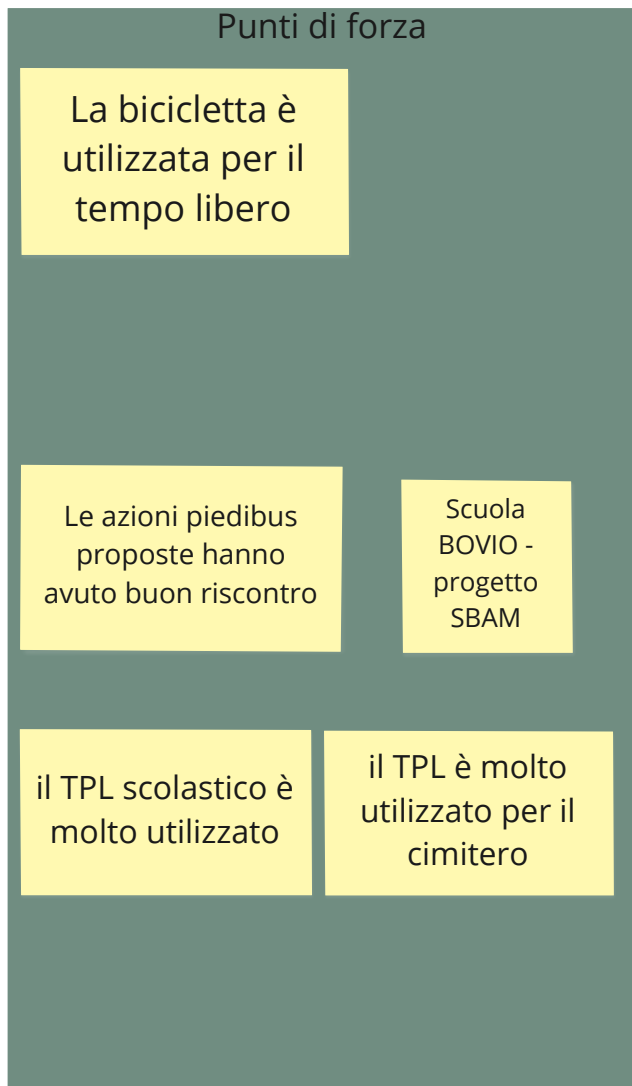 Punti di forza
La bicicletta è
utilizzata per il
tempo libero
Le azioni piedibus
proposte hanno
avuto buon riscontro
Scuola
BOVIO -
progetto
SBAM
il TPL scolastico è
molto utilizzato
il TPL è molto
utilizzato per il
cimitero